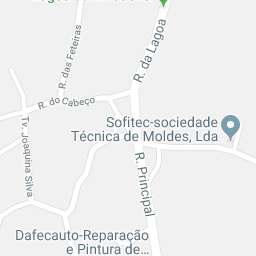 R. da Lagoa
R. das Feteiras
R. do Cabeço
Tv. Joaquina Silva
Sofitec-sociedade
Técnica de Moldes, Lda
R. Principal
Dafecauto-Reparação
e Pintura de...